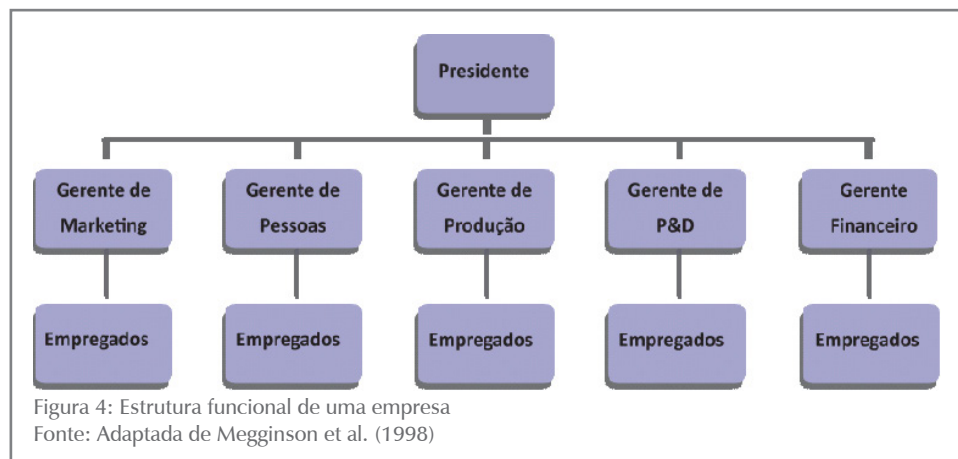 Presidente
Gerente de
Marketing
Gerente de
Pessoas
Gerente de
Produção
Gerente de
P&D
Gerente
Financeiro
Empregados
Empregados
Empregados
Empregados
Empregados
Figura 4: Estrutura funcional de uma empresa
Fonte: Adaptada de Megginson et al. (1998)